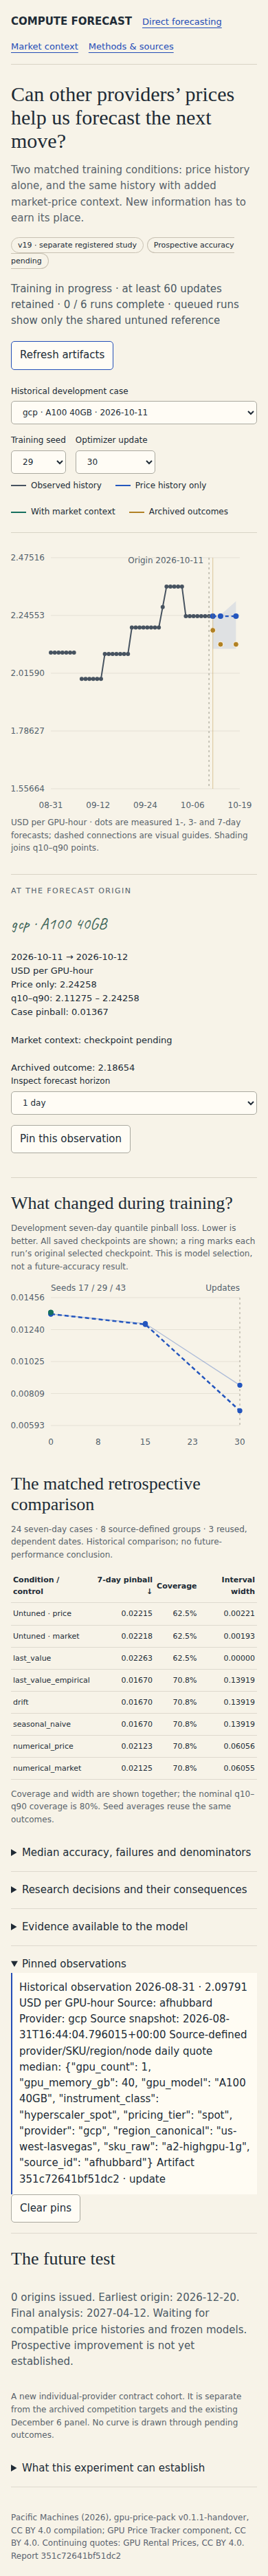 COMPUTE FORECAST Direct forecasting
Market context Methods & sources
Can other providers’ prices
help us forecast the next
move?
Two matched training conditions: price history
alone, and the same history with added
market-price context. New information has to
earn its place.
v19 · separate registered study Prospective accuracy
pending
Training in progress · at least 60 updates
retained · 0 / 6 runs complete · queued runs
show only the shared untuned reference
Refresh artifacts
Historical development case
gcp · A100 40GB · 2026-10-11
Training seed Optimizer update
29 30
Observed history Price history only
With market context Archived outcomes
2.47516
Origin 2026-10-11
2.24553
2.01590
1.78627
1.55664
08-31 09-12 09-24 10-06 10-19
USD per GPU-hour · dots are measured 1-, 3- and 7-day
forecasts; dashed connections are visual guides. Shading
joins q10–q90 points.
AT THE FORECAST ORIGIN
gcp · A100 40GB
2026-10-11 → 2026-10-12
USD per GPU-hour
Price only: 2.24258
q10–q90: 2.11275 – 2.24258
Case pinball: 0.01367
Market context: checkpoint pending
Archived outcome: 2.18654
Inspect forecast horizon
1 day
Pin this observation
What changed during training?
Development seven-day quantile pinball loss. Lower is
better. All saved checkpoints are shown; a ring marks each
run’s original selected checkpoint. This is model selection,
not a future-accuracy result.
Seeds 17 / 29 / 43 Updates
0.01456
0.01240
0.01025
0.00809
0.00593
0 8 15 23 30
The matched retrospective
comparison
24 seven-day cases · 8 source-defined groups · 3 reused,
dependent dates. Historical comparison; no future-
performance conclusion.
Condition / control 7-day pinball ↓ Coverage Interval width
Untuned · price 0.02215 62.5% 0.00221
Untuned · market 0.02218 62.5% 0.00193
last_value 0.02263 62.5% 0.00000
last_value_empirical 0.01670 70.8% 0.13919
drift 0.01670 70.8% 0.13919
seasonal_naive 0.01670 70.8% 0.13919
numerical_price 0.02123 70.8% 0.06056
numerical_market 0.02125 70.8% 0.06055
Coverage and width are shown together; the nominal q10–
q90 coverage is 80%. Seed averages reuse the same
outcomes.
Median accuracy, failures and denominators
Research decisions and their consequences
Evidence available to the model
Pinned observations
Historical observation 2026-08-31 · 2.09791
USD per GPU-hour Source: afhubbard
Provider: gcp Source snapshot: 2026-08-
31T16:44:04.796015+00:00 Source-defined
provider/SKU/region/node daily quote
median: {"gpu_count": 1,
"gpu_memory_gb": 40, "gpu_model": "A100
40GB", "instrument_class":
"hyperscaler_spot", "pricing_tier": "spot",
"provider": "gcp", "region_canonical": "us-
west-lasvegas", "sku_raw": "a2-highgpu-1g",
"source_id": "afhubbard"} Artifact
351c72641bf51dc2 · update
Clear pins
The future test
0 origins issued. Earliest origin: 2026-12-20.
Final analysis: 2027-04-12. Waiting for
compatible price histories and frozen models.
Prospective improvement is not yet
established.
A new individual-provider contract cohort. It is separate
from the archived competition targets and the existing
December 6 panel. No curve is drawn through pending
outcomes.
What this experiment can establish
Pacific Machines (2026), gpu-price-pack v0.1.1-handover,
CC BY 4.0 compilation; GPU Price Tracker component, CC
BY 4.0. Continuing quotes: GPU Rental Prices, CC BY 4.0.
Report 351c72641bf51dc2